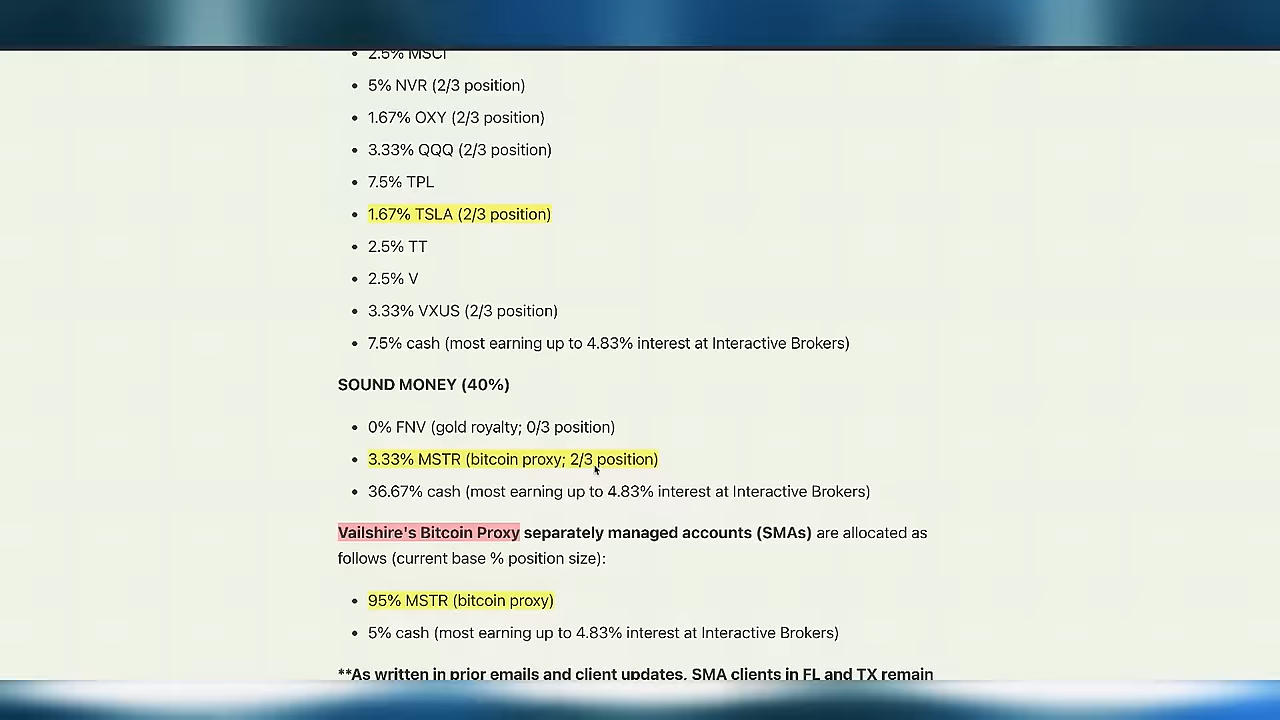 2.5% MSCI
5% NVR (2/3 position)
1.67% OXY (2/3 position)
3.33% QQQ (2/3 position)
7.5% TPL
1.67% TSLA (2/3 position)
2.5% TT
2.5% V
3.33% VXUS (2/3 position)
7.5% cash (most earning up to 4.83% interest at Interactive Brokers)
SOUND MONEY (40%)
0% FNV (gold royalty; 0/3 position)
3.33% MSTR (bitcoin proxy; 2/3 position)
36.67% cash (most earning up to 4.83% interest at Interactive Brokers)
Vailshire's Bitcoin Proxy separately managed accounts (SMAs) are allocated as
follows (current base % position size):
95% MSTR (bitcoin proxy)
5% cash (most earning up to 4.83% interest at Interactive Brokers)
**As written in prior emails and client updates, SMA clients in FL and TX remain